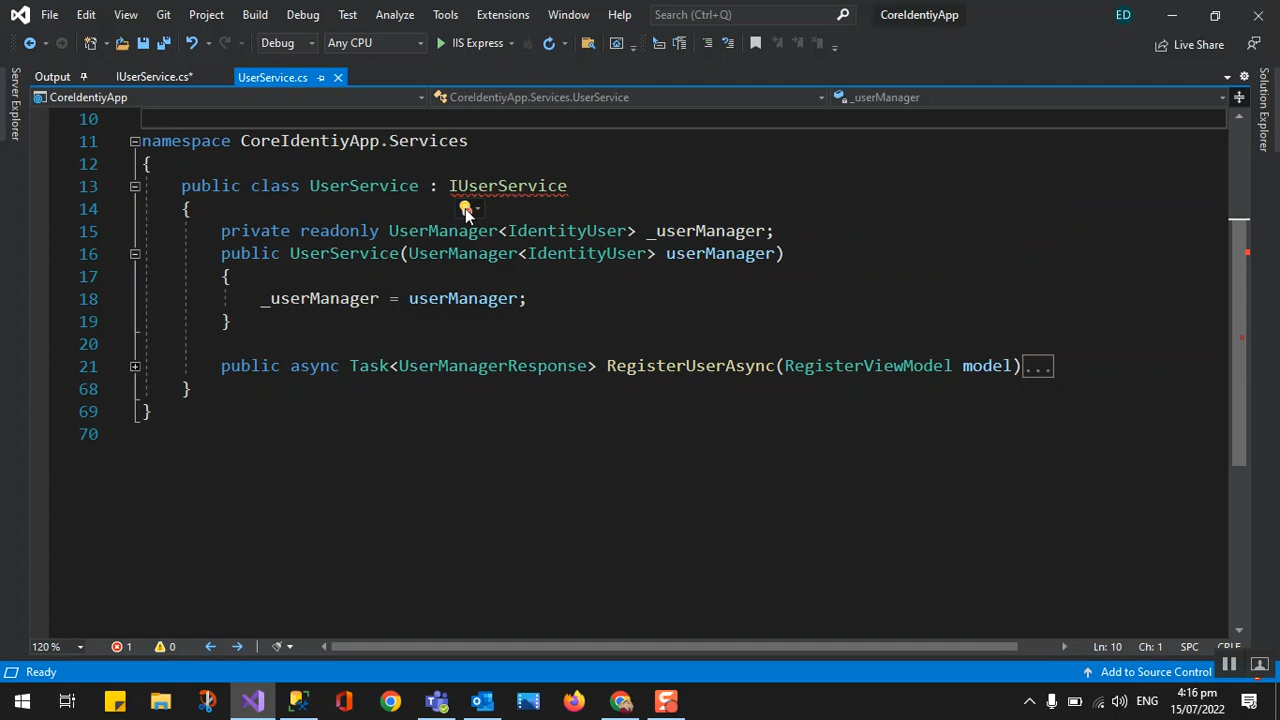 File Edit View Git Project Build Debug Test Analyze Tools Extensions Window Help Search (Ctrl+Q) CoreIdentiyApp ED
Debug Any CPU IIS Express Live Share
Output IUserService.cs* UserService.cs
CoreIdentiyApp CoreIdentiyApp.Services.UserService _userManager
Server Explorer
Solution Explorer
10
11 namespace CoreIdentiyApp.Services
12 {
13 public class UserService : IUserService
14 {
15 private readonly UserManager<IdentityUser> _userManager;
16 public UserService(UserManager<IdentityUser> userManager)
17 {
18 _userManager = userManager;
19 }
20
21 public async Task<UserManagerResponse> RegisterUserAsync(RegisterViewModel model)...
68 }
69 }
70
120 % 1 0 Ln: 10 Ch: 1 SPC CRLF
Ready Add to Source Control
ENG 4:16 pm
15/07/2022